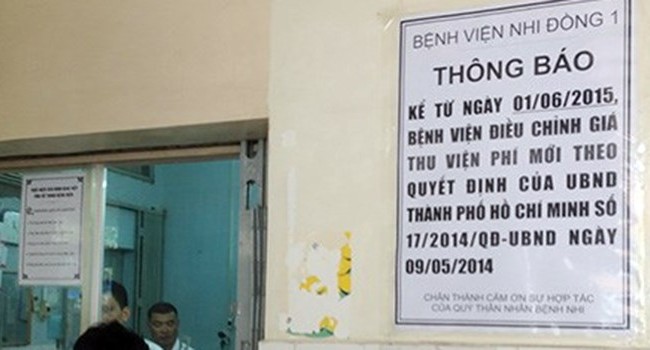 BỆNH VIỆN NHI ĐỒNG 1
THÔNG BÁO
KỂ TỪ NGÀY 01/06/2015,
BỆNH VIỆN ĐIỀU CHỈNH GIÁ
THU VIỆN PHÍ MỚI THEO
QUYẾT ĐỊNH CỦA UBND
THÀNH PHỐ HỒ CHÍ MINH SỐ
17/2014/QĐ-UBND NGÀY
09/05/2014
CHÂN THÀNH CẢM ƠN SỰ HỢP TÁC
CỦA QUÝ THÂN NHÂN BỆNH NHI